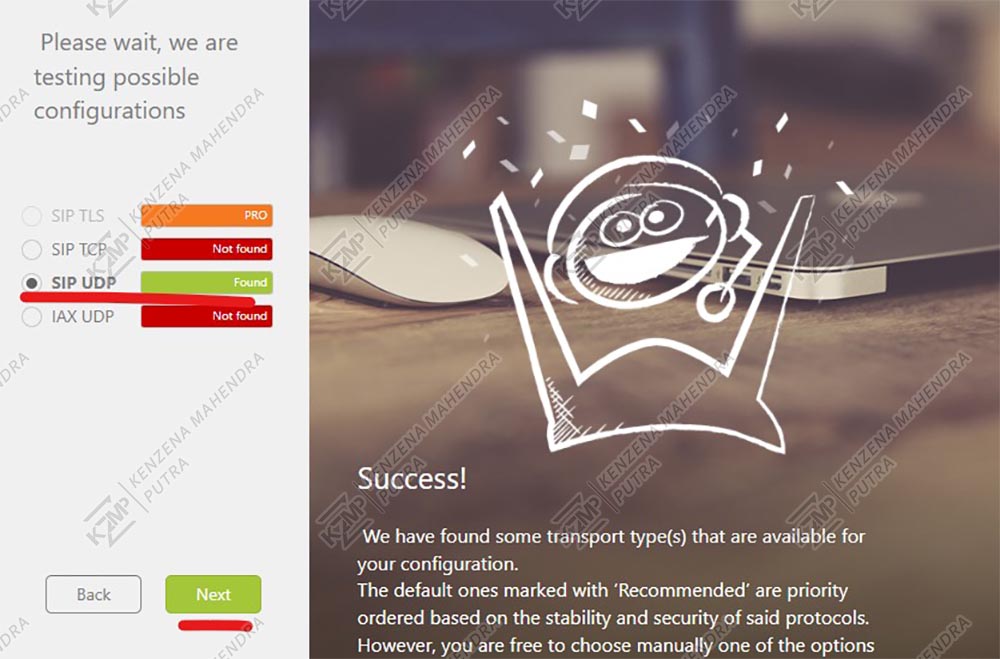 Please wait, we are
testing possible
configurations
SIP TLS PRO
SIP TCP Not found
SIP UDP Found
IAX UDP Not found
Back Next
Success!
We have found some transport type(s) that are available for
your configuration.
The default ones marked with ‘Recommended’ are priority
ordered based on the stability and security of said protocols.
However, you are free to choose manually one of the options
KZMP KENZENA MAHENDRA
PUTRA